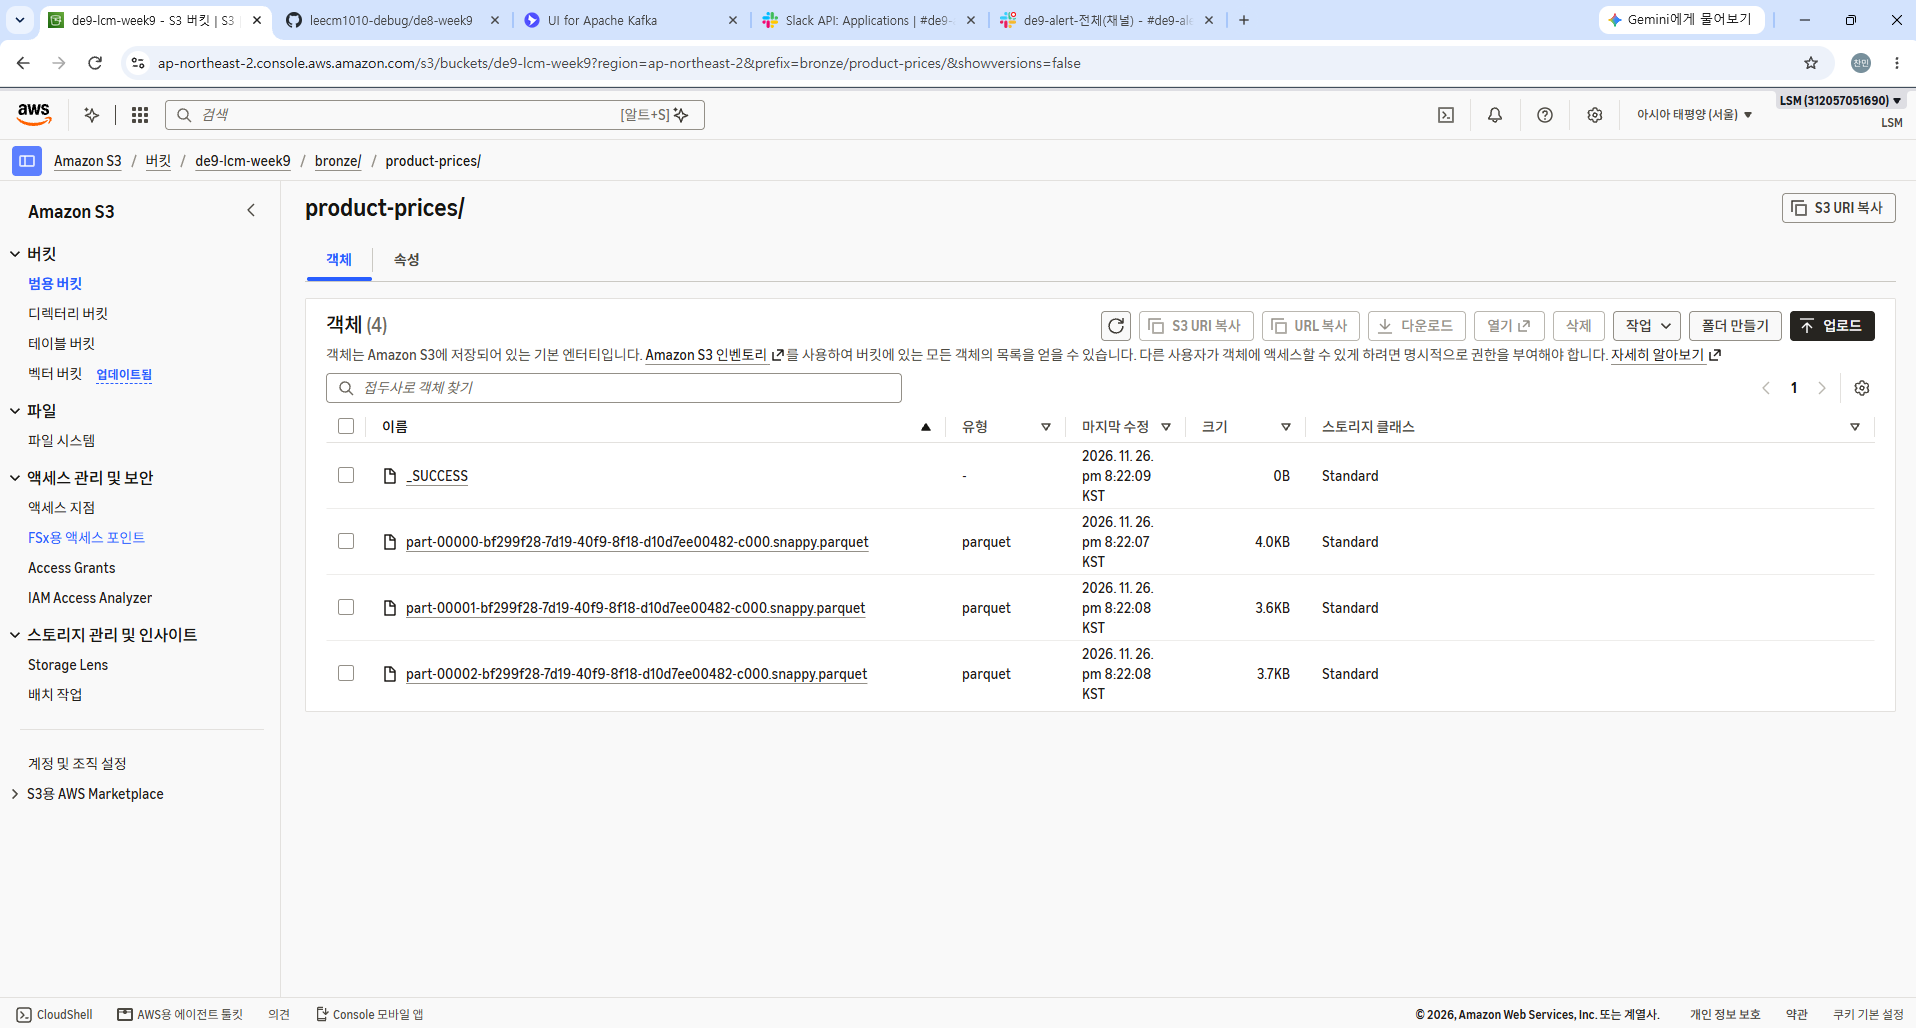 de9-lcm-week9 - S3 버킷 | S3
leecm1010-debug/de8-week9
UI for Apache Kafka
Slack API: Applications | #de9-
de9-alert-전체(채널) - #de9-ale
Gemini에게 물어보기
ap-northeast-2.console.aws.amazon.com/s3/buckets/de9-lcm-week9?region=ap-northeast-2&prefix=bronze/product-prices/&showversions=false
찬민
aws
검색
[알트+S]
아시아 태평양 (서울)
LSM (312057051690)
LSM
Amazon S3 / 버킷 / de9-lcm-week9 / bronze/ / product-prices/
Amazon S3
버킷
범용 버킷
디렉터리 버킷
테이블 버킷
벡터 버킷 업데이트됨
파일
파일 시스템
액세스 관리 및 보안
액세스 지점
FSx용 액세스 포인트
Access Grants
IAM Access Analyzer
스토리지 관리 및 인사이트
Storage Lens
배치 작업
계정 및 조직 설정
S3용 AWS Marketplace
product-prices/
S3 URI 복사
객체
속성
객체 (4)
S3 URI 복사
URL 복사
다운로드
열기
삭제
작업
폴더 만들기
업로드
객체는 Amazon S3에 저장되어 있는 기본 엔터티입니다. Amazon S3 인벤토리 를 사용하여 버킷에 있는 모든 객체의 목록을 얻을 수 있습니다. 다른 사용자가 객체에 액세스할 수 있게 하려면 명시적으로 권한을 부여해야 합니다. 자세히 알아보기
접두사로 객체 찾기
1
이름 유형 마지막 수정 크기 스토리지 클래스
_SUCCESS - 2026. 11. 26. pm 8:22:09 KST 0B Standard
part-00000-bf299f28-7d19-40f9-8f18-d10d7ee00482-c000.snappy.parquet parquet 2026. 11. 26. pm 8:22:07 KST 4.0KB Standard
part-00001-bf299f28-7d19-40f9-8f18-d10d7ee00482-c000.snappy.parquet parquet 2026. 11. 26. pm 8:22:08 KST 3.6KB Standard
part-00002-bf299f28-7d19-40f9-8f18-d10d7ee00482-c000.snappy.parquet parquet 2026. 11. 26. pm 8:22:08 KST 3.7KB Standard
CloudShell
AWS용 에이전트 툴킷
의견
Console 모바일 앱
© 2026, Amazon Web Services, Inc. 또는 계열사.
개인 정보 보호
약관
쿠키 기본 설정